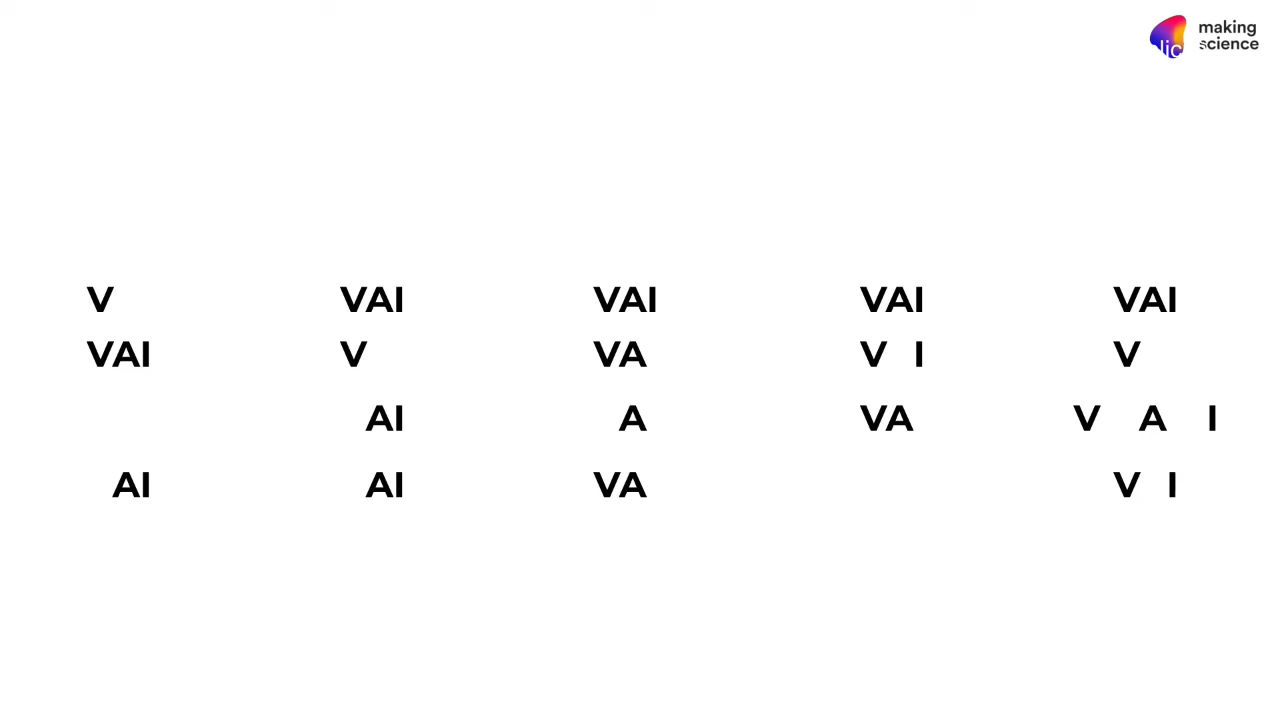 making
science
V VAI VAI VAI VAI
VAI V VA V I V
AI A VA V A I
AI AI VA V I